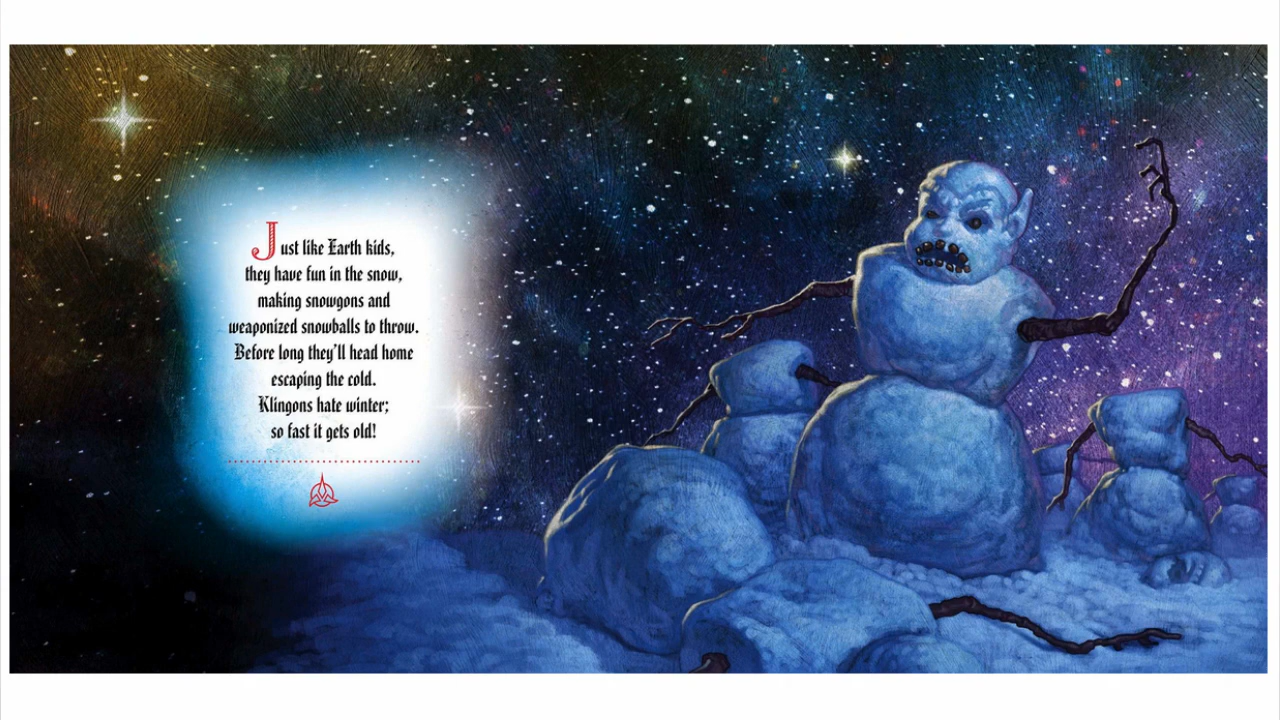 Just like Earth kids,
they have fun in the snow,
making snowgons and
weaponized snowballs to throw.
Before long they'll head home
escaping the cold.
Klingons hate winter;
so fast it gets old!